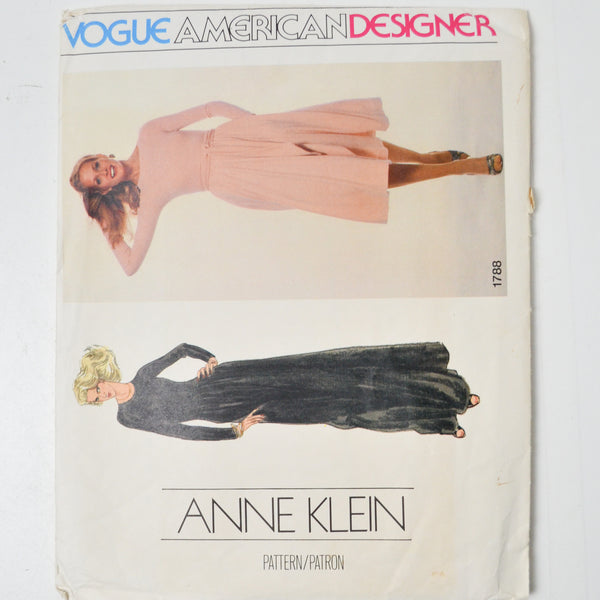 VOGUE AMERICAN DESIGNER
1788
ANNE KLEIN
PATTERN/PATRON